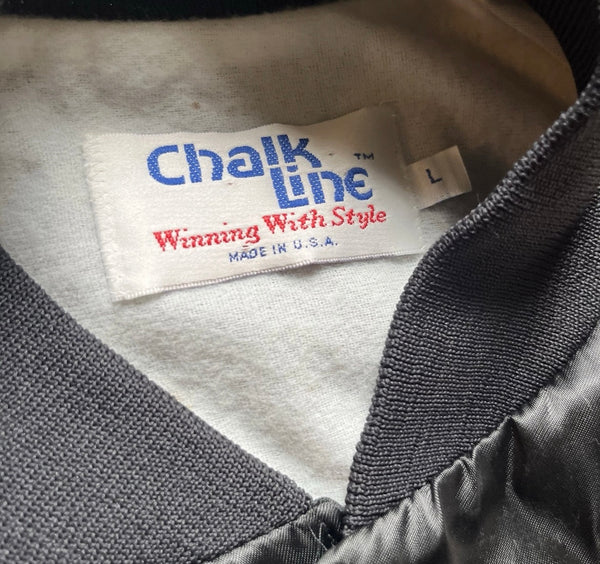 Chalk
Line™
Winning With Style
MADE IN U.S.A.
L